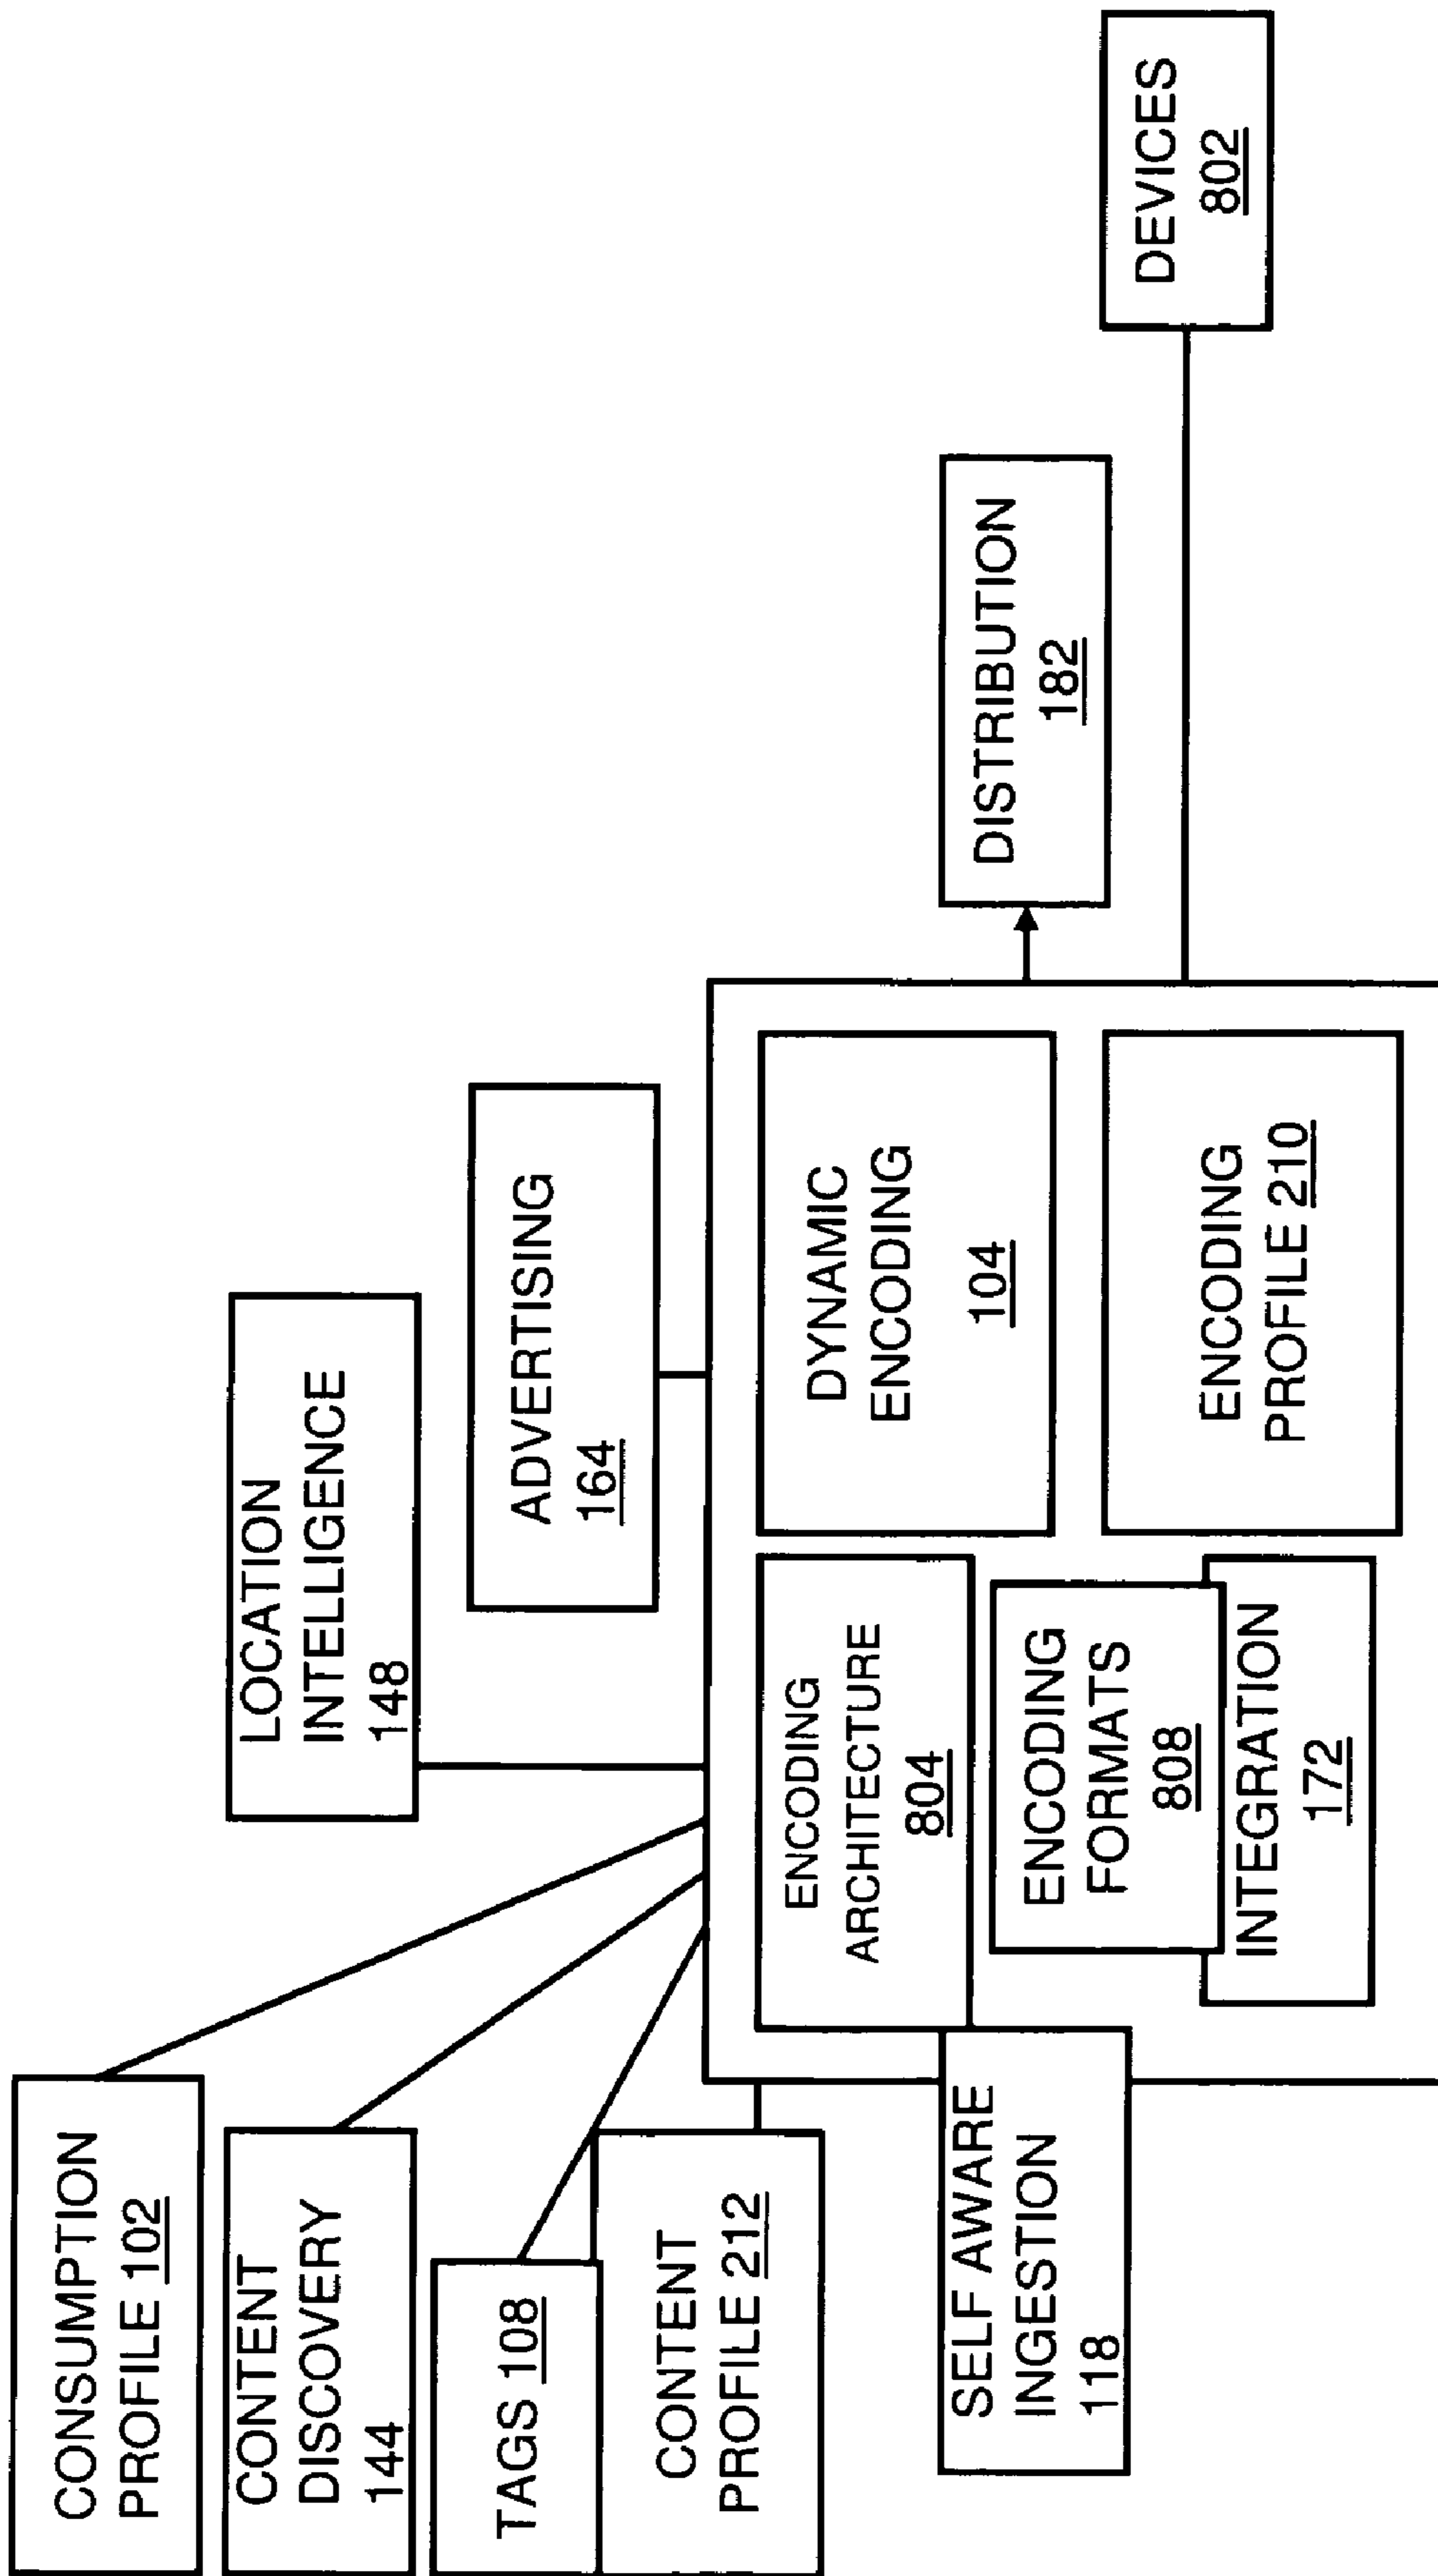 CONSUMPTION
PROFILE 102
CONTENT
DISCOVERY
144
TAGS 108
CONTENT
PROFILE 212
SELF AWARE
INGESTION
118
LOCATION
INTELLIGENCE
148
ADVERTISING
164
ENCODING
ARCHITECTURE
804
ENCODING
FORMATS
808
INTEGRATION
172
DYNAMIC
ENCODING
104
ENCODING
PROFILE 210
DISTRIBUTION
182
DEVICES
802